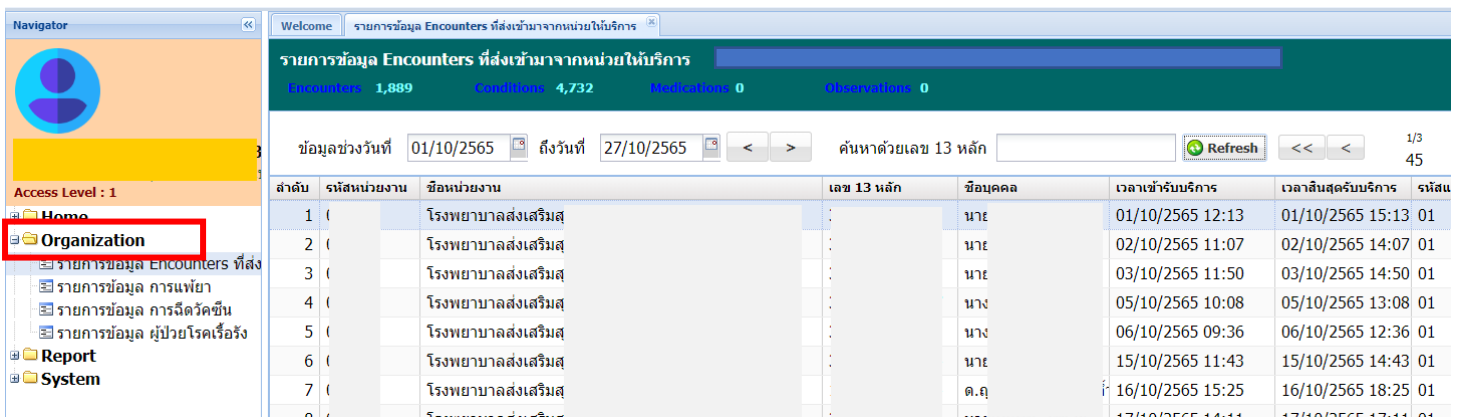 Navigator
Access Level : 1
Home
Organization
รายการข้อมูล Encounters ที่ส่ง
รายการข้อมูล การแพ้ยา
รายการข้อมูล การฉีดวัคซีน
รายการข้อมูล ผู้ป่วยโรคเรื้อรัง
Report
System
Welcome รายการข้อมูล Encounters ที่ส่งเข้ามาจากหน่วยให้บริการ
รายการข้อมูล Encounters ที่ส่งเข้ามาจากหน่วยให้บริการ
Encounters 1,889 Conditions 4,732 Medications 0 Observations 0
ข้อมูลช่วงวันที่ 01/10/2565 ถึงวันที่ 27/10/2565 < > ค้นหาด้วยเลข 13 หลัก Refresh << < 1/3
45
ลำดับ รหัสหน่วยงาน ชื่อหน่วยงาน เลข 13 หลัก ชื่อบุคคล เวลาเข้ารับบริการ เวลาสิ้นสุดรับบริการ
1 โรงพยาบาลส่งเสริมสุ นาย 01/10/2565 12:13 01/10/2565 15:13 01
2 โรงพยาบาลส่งเสริมสุ นาย 02/10/2565 11:07 02/10/2565 14:07 01
3 โรงพยาบาลส่งเสริมสุ นาย 03/10/2565 11:50 03/10/2565 14:50 01
4 โรงพยาบาลส่งเสริมสุ นาง 05/10/2565 10:08 05/10/2565 13:08 01
5 โรงพยาบาลส่งเสริมสุ นาง 06/10/2565 09:36 06/10/2565 12:36 01
6 โรงพยาบาลส่งเสริมสุ นาย 15/10/2565 11:43 15/10/2565 14:43 01
7 โรงพยาบาลส่งเสริมสุ ด.ญ 16/10/2565 15:25 16/10/2565 18:25 01